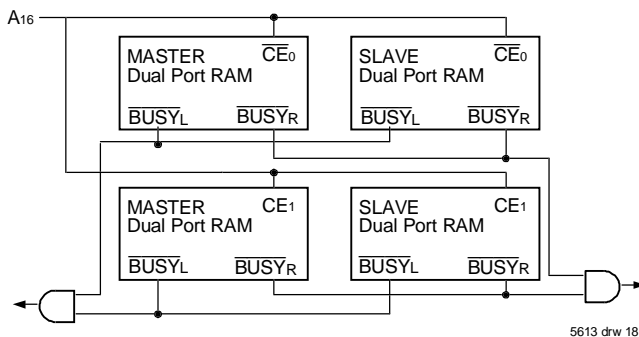 A16
MASTER CE0 SLAVE CE0
Dual Port RAM Dual Port RAM
BUSYL BUSYR BUSYL BUSYR
MASTER CE1 SLAVE CE1
Dual Port RAM Dual Port RAM
BUSYL BUSYR BUSYL BUSYR
5613 drw 18